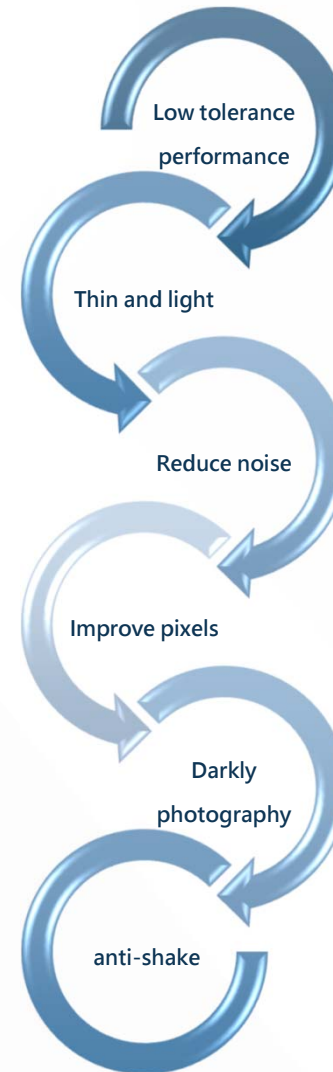 Low tolerance
performance
Thin and light
Reduce noise
Improve pixels
Darkly
photography
anti-shake